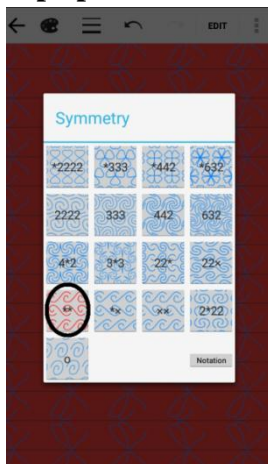 EDIT
Symmetry
*2222 *333 *442 *632
2222 333 442 632
4*2 3*3 22* 22×
** *× ×× 2*22
O
Notation